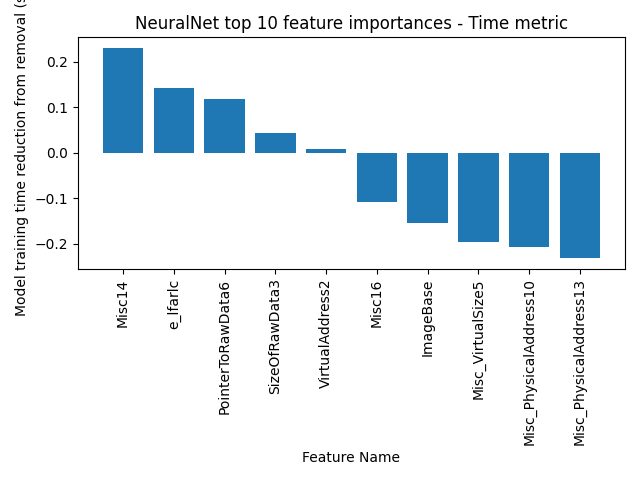 NeuralNet top 10 feature importances - Time metric
Model training time reduction from removal (s
0.2
0.1
0.0
−0.1
−0.2
Misc14
e_lfarlc
PointerToRawData6
SizeOfRawData3
VirtualAddress2
Misc16
ImageBase
Misc_VirtualSize5
Misc_PhysicalAddress10
Misc_PhysicalAddress13
Feature Name